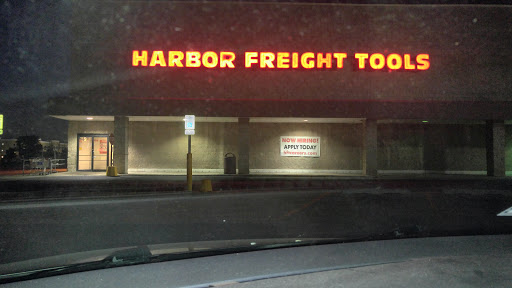 HARBOR FREIGHT TOOLS
NOW HIRING!
APPLY TODAY